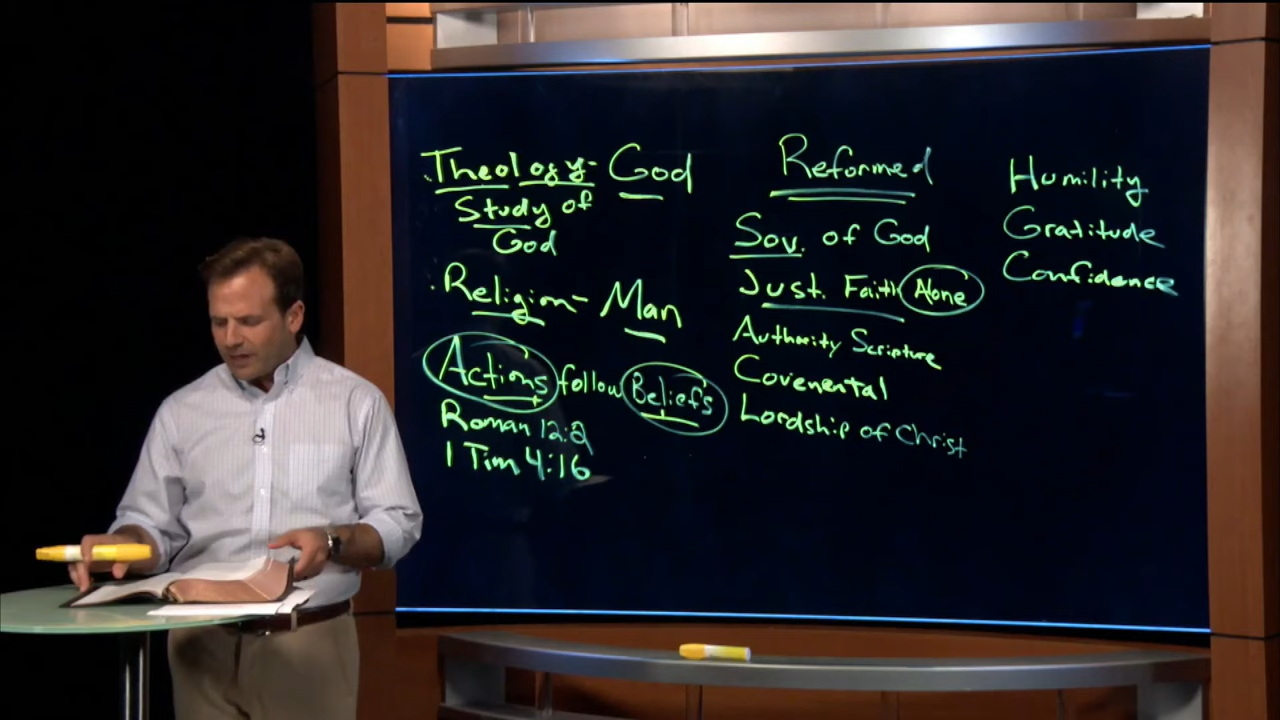 Theology- God
Study of
God
Religion- Man
Actions follow Beliefs
Roman 12:2
1 Tim 4:16
Reformed
Sov. of God
Just. Faith Alone
Authority Scripture
Covenental
Lordship of Christ
Humility
Gratitude
Confidence